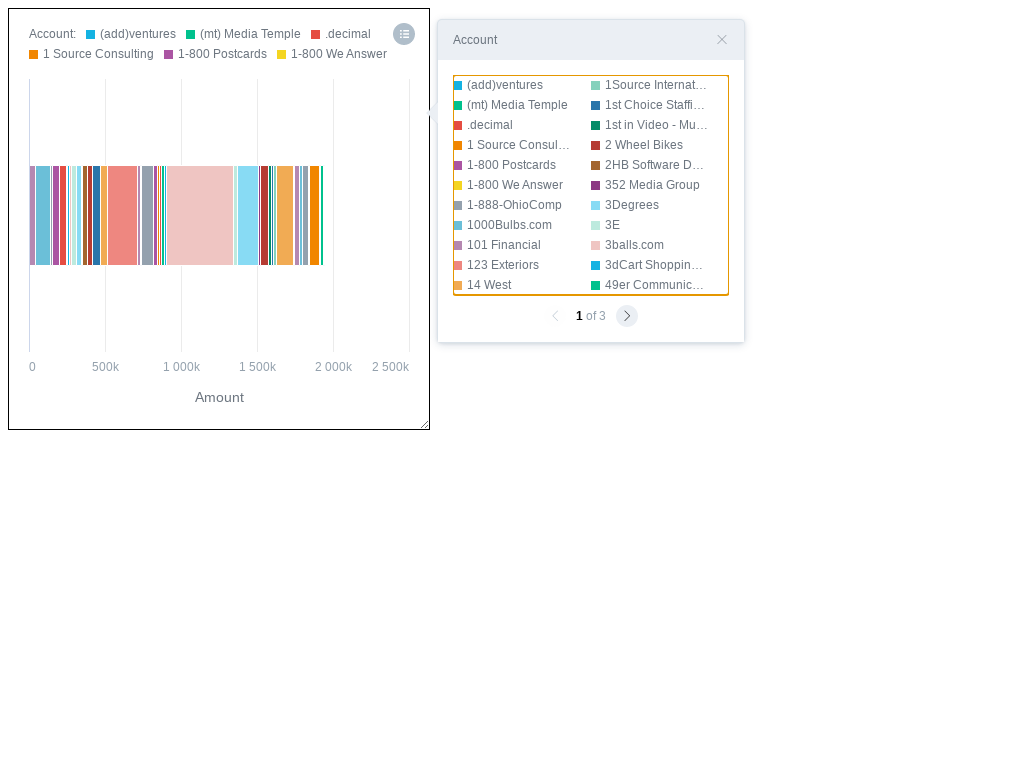 Account: (add)ventures (mt) Media Temple .decimal
1 Source Consulting 1-800 Postcards 1-800 We Answer
0 500k 1 000k 1 500k 2 000k 2 500k
Amount
Account
(add)ventures
(mt) Media Temple
.decimal
1 Source Consul…
1-800 Postcards
1-800 We Answer
1-888-OhioComp
1000Bulbs.com
101 Financial
123 Exteriors
14 West
1Source Internat…
1st Choice Staffi…
1st in Video - Mu…
2 Wheel Bikes
2HB Software D…
352 Media Group
3Degrees
3E
3balls.com
3dCart Shoppin…
49er Communic…
1 of 3